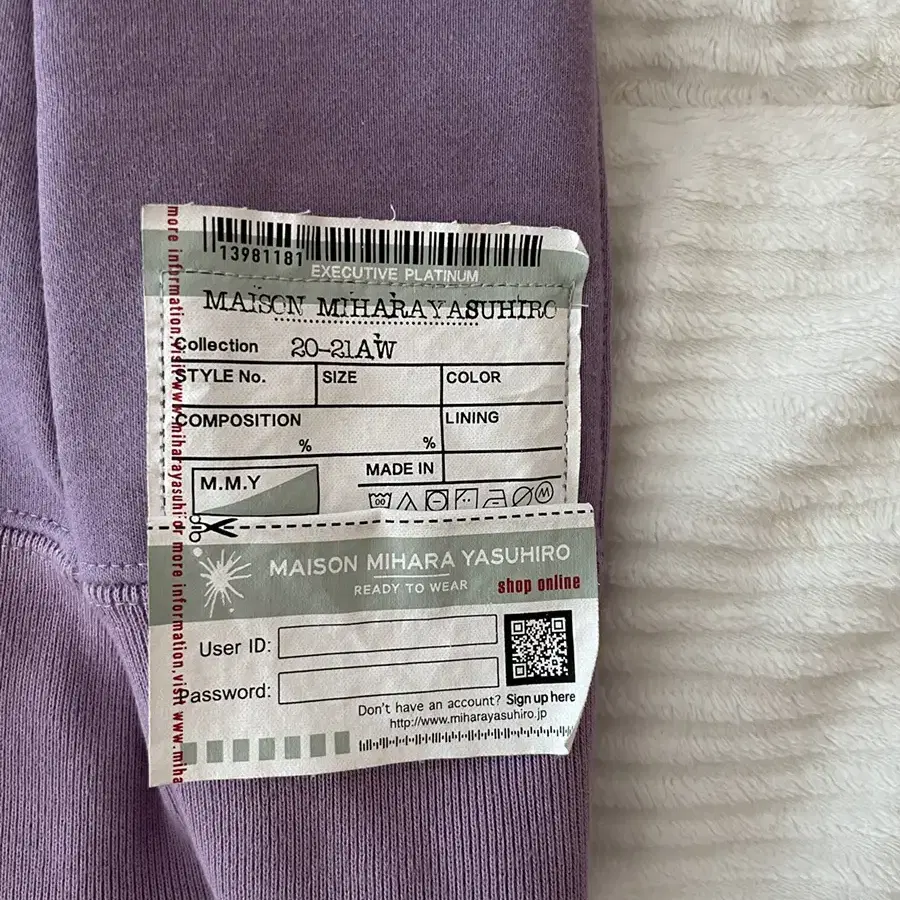 13981181
EXECUTIVE PLATINUM
MAISON MIHARAYASUHIRO
Collection 20-21AW
STYLE No. SIZE COLOR
COMPOSITION LINING
% %
MADE IN
M.M.Y
MAISON MIHARA YASUHIRO
READY TO WEAR shop online
User ID:
Password:
Don't have an account? Sign up here
http://www.miharayasuhiro.jp
more information, visit www.miharayasuhi
or more information, visit www.miha